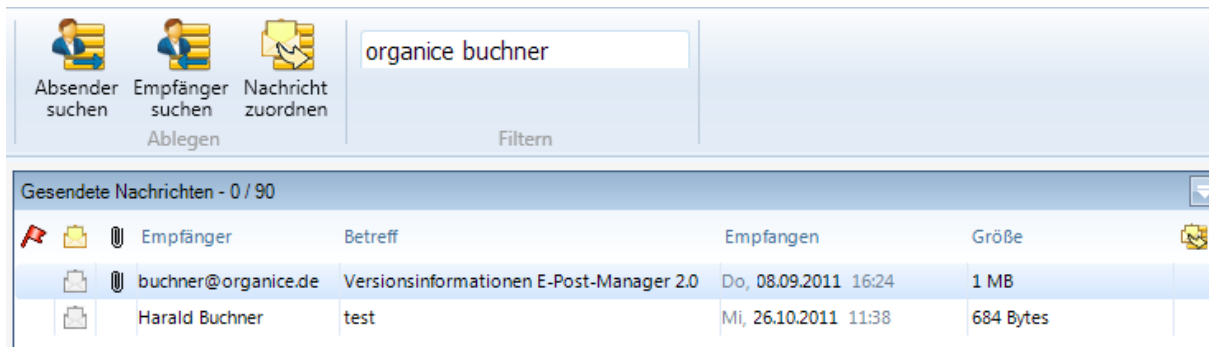 organice buchner
Absender Empfänger Nachricht
suchen suchen zuordnen
Ablegen Filtern
Gesendete Nachrichten - 0 / 90
Empfänger Betreff Empfangen Größe
buchner@organice.de Versionsinformationen E-Post-Manager 2.0 Do, 08.09.2011 16:24 1 MB
Harald Buchner test Mi, 26.10.2011 11:38 684 Bytes